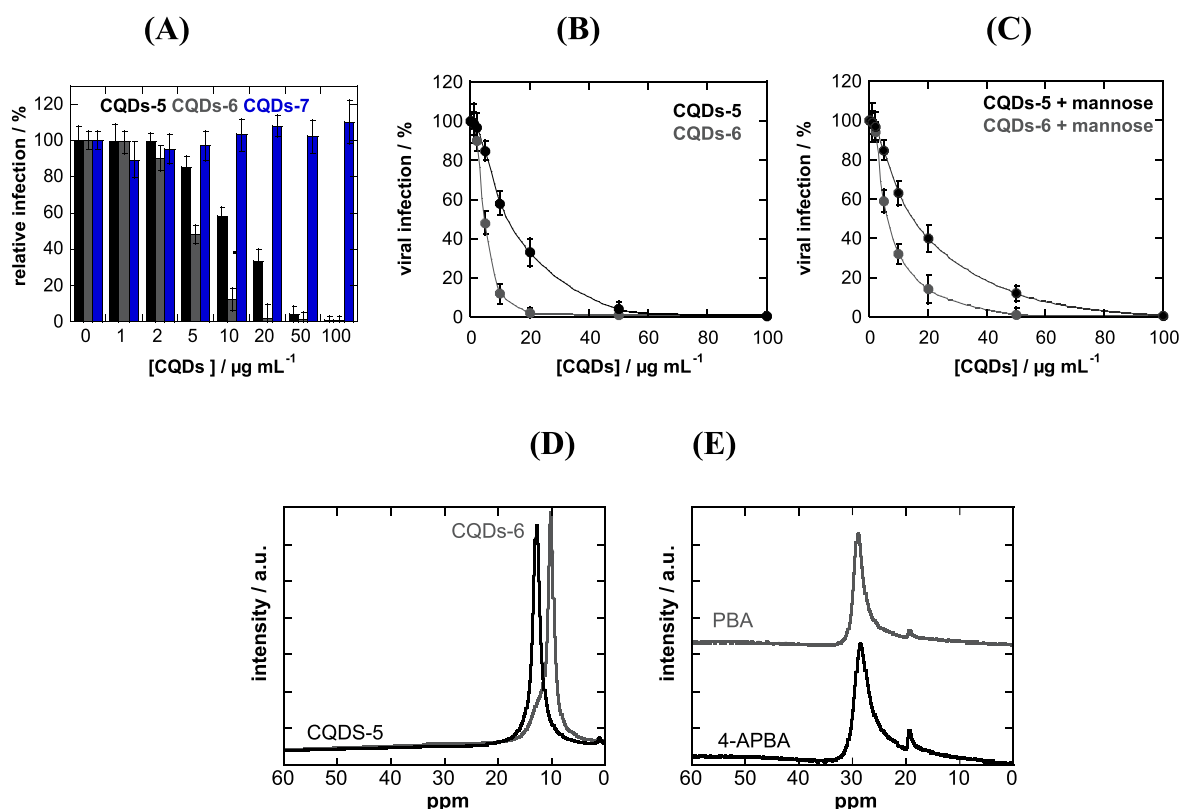 (A)
(B)
(C)
relative infection / %
120
100
80
60
40
20
0
CQDs-5 CQDs-6 CQDs-7
0 1 2 5 10 20 50 100
[CQDs ] / µg mL-1
viral infection / %
120
100
80
60
40
20
0
CQDs-5
CQDs-6
0 20 40 60 80 100
[CQDs] / µg mL-1
viral infection / %
120
100
80
60
40
20
0
CQDs-5 + mannose
CQDs-6 + mannose
0 20 40 60 80 100
[CQDs] / µg mL-1
(D)
(E)
intensity / a.u.
CQDs-6
CQDS-5
60 50 40 30 20 10 0
ppm
intensity / a.u.
PBA
4-APBA
60 50 40 30 20 10 0
ppm